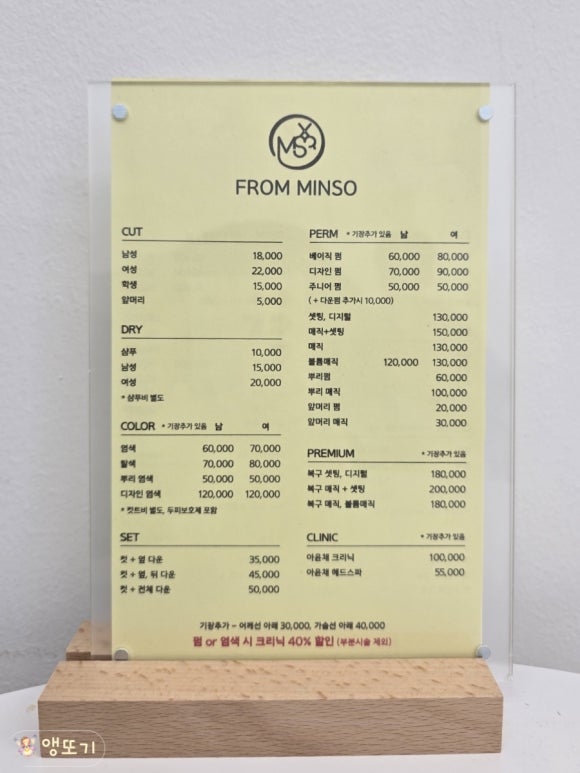 MS
FROM MINSO
CUT
남성 18,000
여성 22,000
학생 15,000
앞머리 5,000
DRY
샴푸 10,000
남성 15,000
여성 20,000
* 샴푸비 별도
COLOR * 기장추가 있음 남 여
염색 60,000 70,000
탈색 70,000 80,000
뿌리 염색 50,000 50,000
디자인 염색 120,000 120,000
* 컷트비 별도, 두피보호제 포함
SET
컷 + 옆 다운 35,000
컷 + 옆, 뒤 다운 45,000
컷 + 전체 다운 50,000
PERM * 기장추가 있음 남 여
베이직 펌 60,000 80,000
디자인 펌 70,000 90,000
주니어 펌 50,000 50,000
( + 다운펌 추가시 10,000)
셋팅, 디지털 130,000
매직+셋팅 150,000
매직 130,000
볼륨매직 120,000 130,000
뿌리펌 60,000
뿌리 매직 100,000
앞머리 펌 20,000
앞머리 매직 30,000
PREMIUM * 기장추가 있음
복구 셋팅, 디지털 180,000
복구 매직 + 셋팅 200,000
복구 매직, 볼륨매직 180,000
CLINIC * 기장추가 있음
아윤채 크리닉 100,000
아윤채 헤드스파 55,000
기장추가 - 어깨선 아래 30,000, 가슴선 아래 40,000
펌 or 염색 시 크리닉 40% 할인 (부분시술 제외)
앵또기